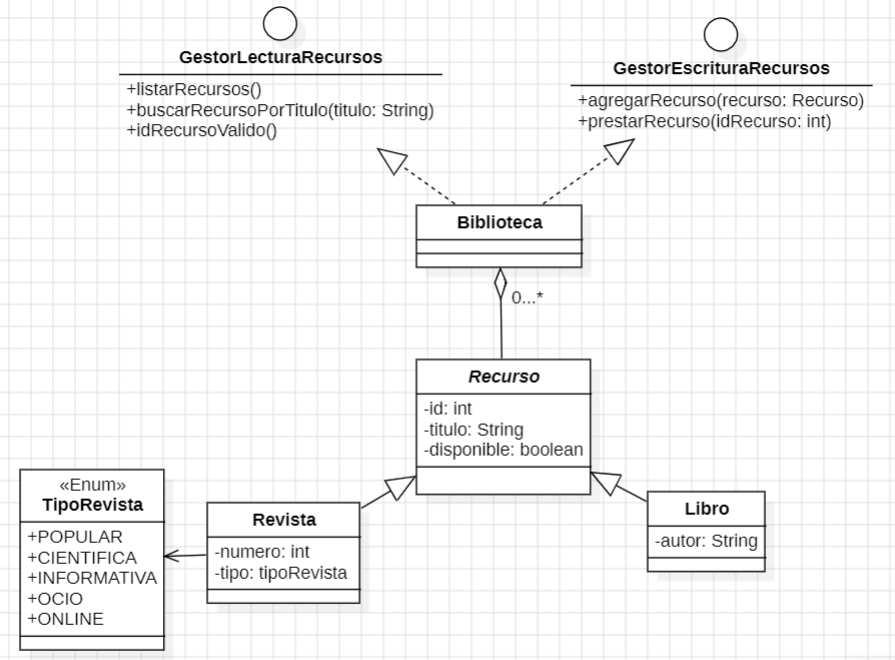 GestorLecturaRecursos
+listarRecursos()
+buscarRecursoPorTitulo(titulo: String)
+idRecursoValido()
GestorEscrituraRecursos
+agregarRecurso(recurso: Recurso)
+prestarRecurso(idRecurso: int)
Biblioteca
0...*
Recurso
-id: int
-titulo: String
-disponible: boolean
«Enum»
TipoRevista
+POPULAR
+CIENTIFICA
+INFORMATIVA
+OCIO
+ONLINE
Revista
-numero: int
-tipo: tipoRevista
Libro
-autor: String